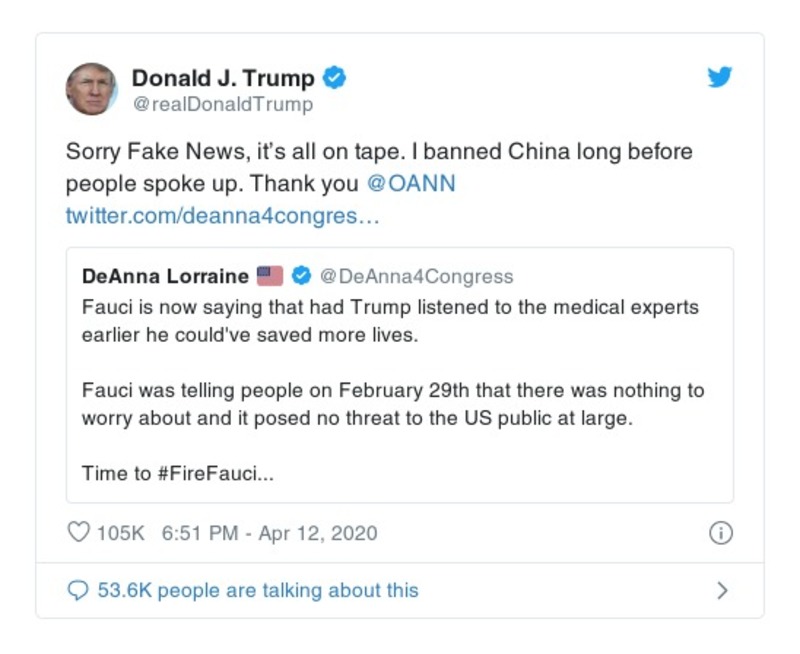 Donald J. Trump
@realDonaldTrump
Sorry Fake News, it’s all on tape. I banned China long before
people spoke up. Thank you @OANN
twitter.com/deanna4congres…
DeAnna Lorraine 🇺🇸 @DeAnna4Congress
Fauci is now saying that had Trump listened to the medical experts
earlier he could've saved more lives.
Fauci was telling people on February 29th that there was nothing to
worry about and it posed no threat to the US public at large.
Time to #FireFauci...
105K 6:51 PM - Apr 12, 2020
53.6K people are talking about this